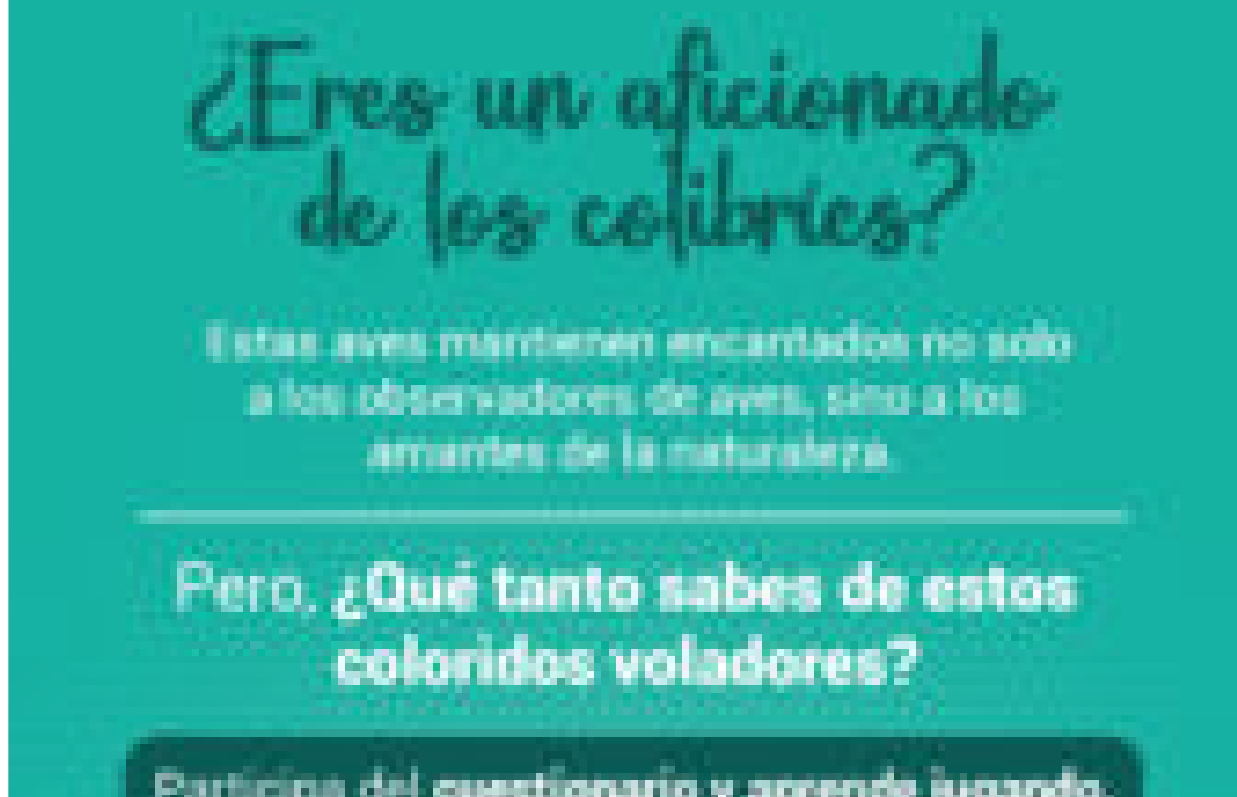 ¿Eres un aficionado
de los colibríes?
Estas aves mantienen encantados no solo
a los observadores de aves, sino a los
amantes de la naturaleza.
Pero, ¿Qué tanto sabes de estos
coloridos voladores?
Participa del cuestionario y aprende jugando.